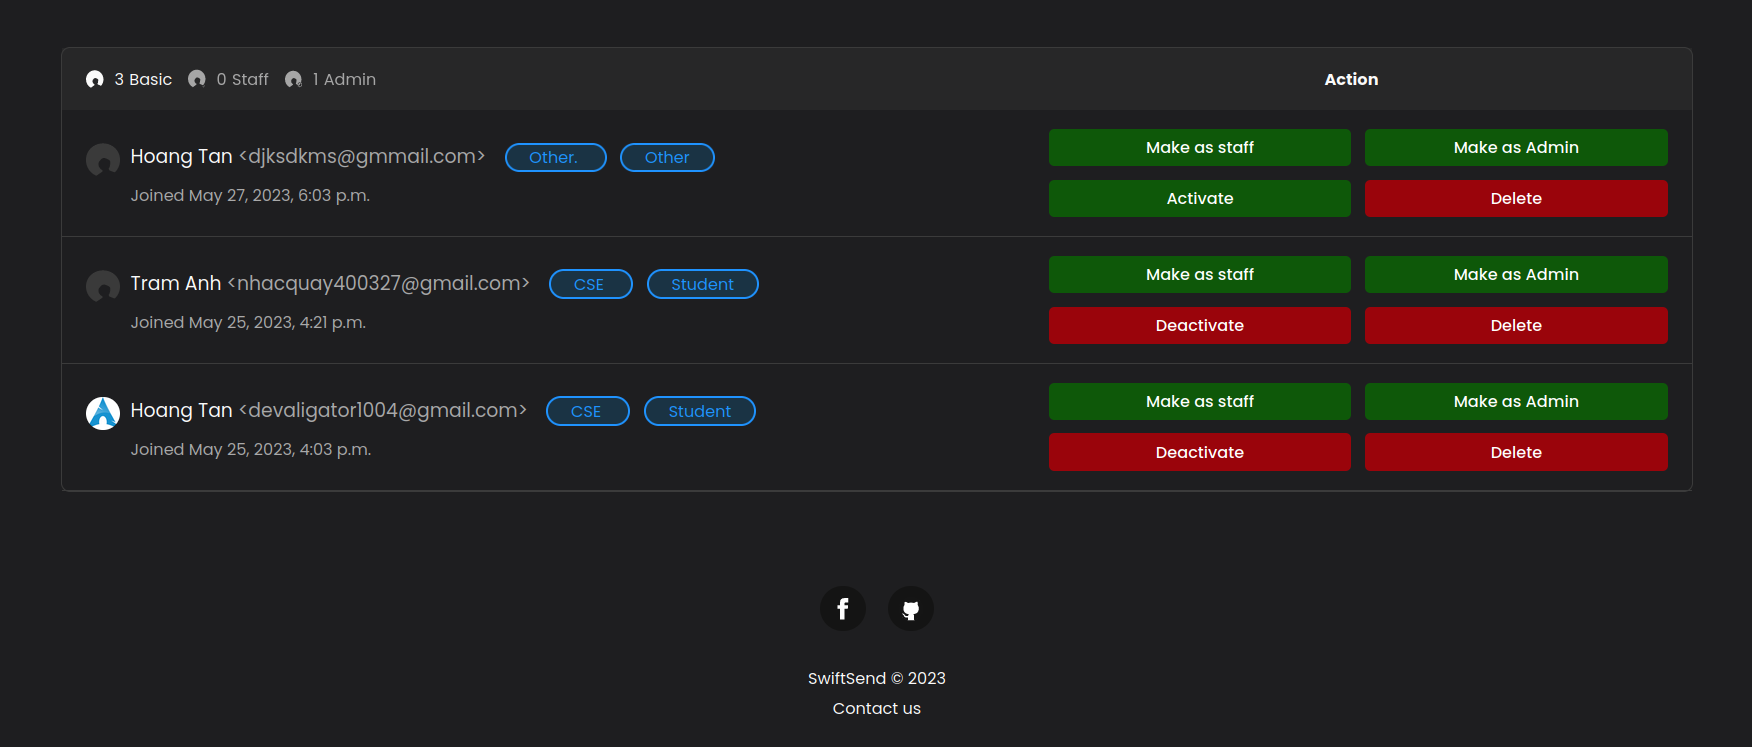 3 Basic 0 Staff 1 Admin Action
Hoang Tan <djksdkms@gmmail.com> Other. Other
Make as staff Make as Admin
Joined May 27, 2023, 6:03 p.m.
Activate Delete
Tram Anh <nhacquay400327@gmail.com> CSE Student
Make as staff Make as Admin
Joined May 25, 2023, 4:21 p.m.
Deactivate Delete
Hoang Tan <devaligator1004@gmail.com> CSE Student
Make as staff Make as Admin
Joined May 25, 2023, 4:03 p.m.
Deactivate Delete
SwiftSend © 2023
Contact us